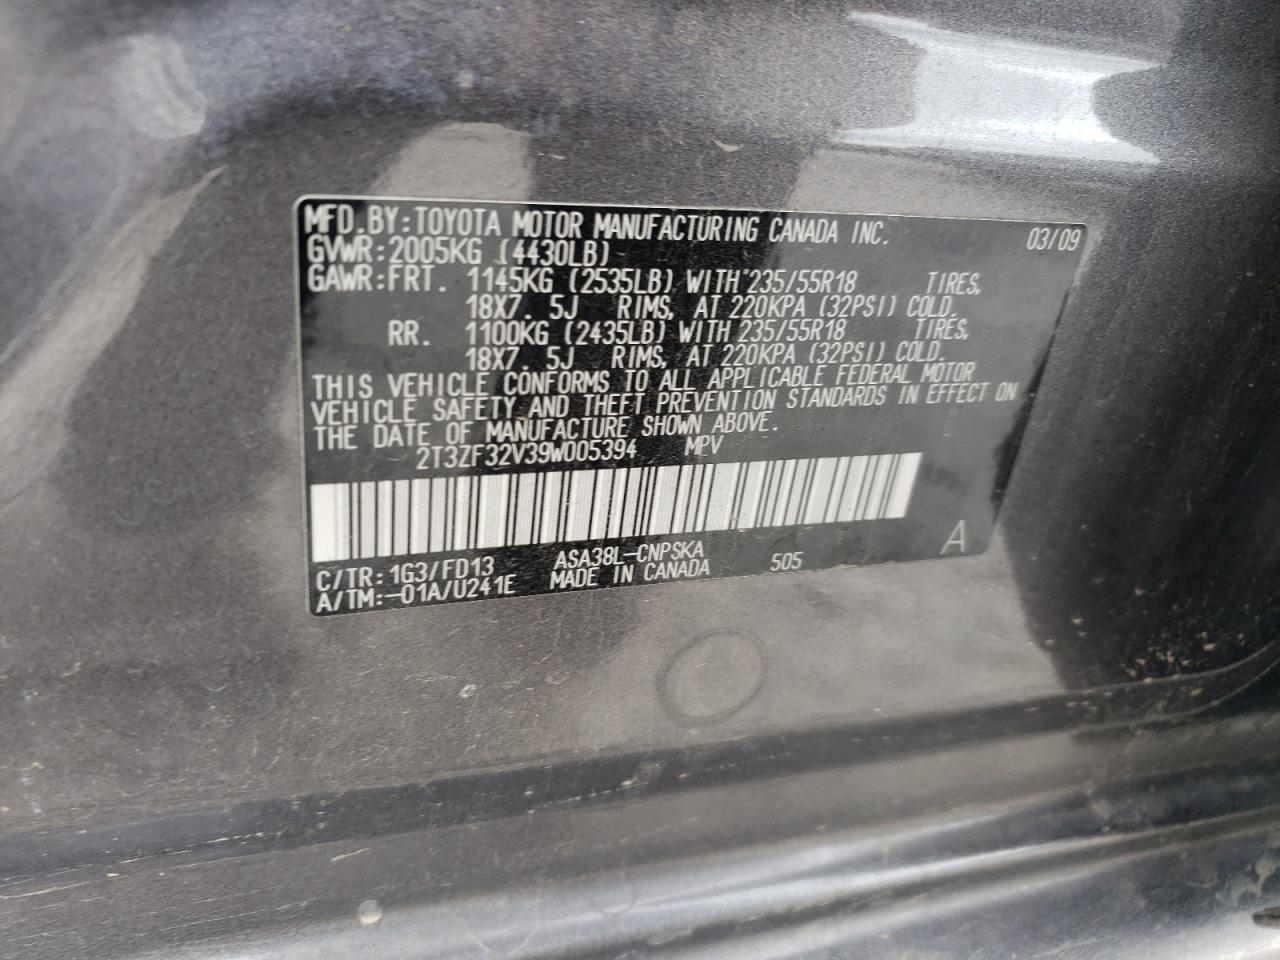 MFD.BY:TOYOTA MOTOR MANUFACTURING CANADA INC. 03/09
GVWR:2005KG (4430LB)
GAWR:FRT. 1145KG (2535LB) WITH 235/55R18 TIRES,
18X7.5J RIMS, AT 220KPA (32PSI) COLD.
RR. 1100KG (2435LB) WITH 235/55R18 TIRES,
18X7.5J RIMS, AT 220KPA (32PSI) COLD.
THIS VEHICLE CONFORMS TO ALL APPLICABLE FEDERAL MOTOR
VEHICLE SAFETY AND THEFT PREVENTION STANDARDS IN EFFECT ON
THE DATE OF MANUFACTURE SHOWN ABOVE.
2T3ZF32V39W005394 MPV
C/TR:1G3/FD13 ASA38L-CNPSKA 505 A
A/TM:-01A/U241E MADE IN CANADA